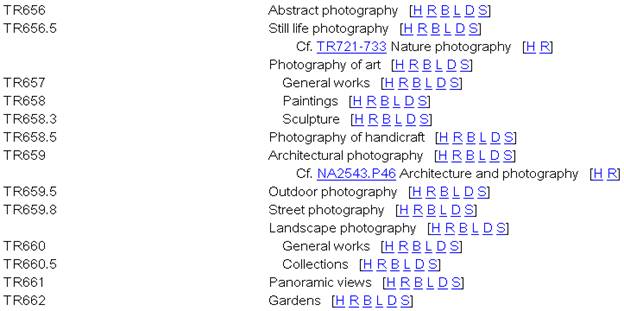 TR656 Abstract photography [H R B L D S]
TR656.5 Still life photography [H R B L D S]
Cf. TR721-733 Nature photography [H R]
Photography of art [H R B L D S]
TR657 General works [H R B L D S]
TR658 Paintings [H R B L D S]
TR658.3 Sculpture [H R B L D S]
TR658.5 Photography of handicraft [H R B L D S]
TR659 Architectural photography [H R B L D S]
Cf. NA2543.P46 Architecture and photography [H R]
TR659.5 Outdoor photography [H R B L D S]
TR659.8 Street photography [H R B L D S]
Landscape photography [H R B L D S]
TR660 General works [H R B L D S]
TR660.5 Collections [H R B L D S]
TR661 Panoramic views [H R B L D S]
TR662 Gardens [H R B L D S]